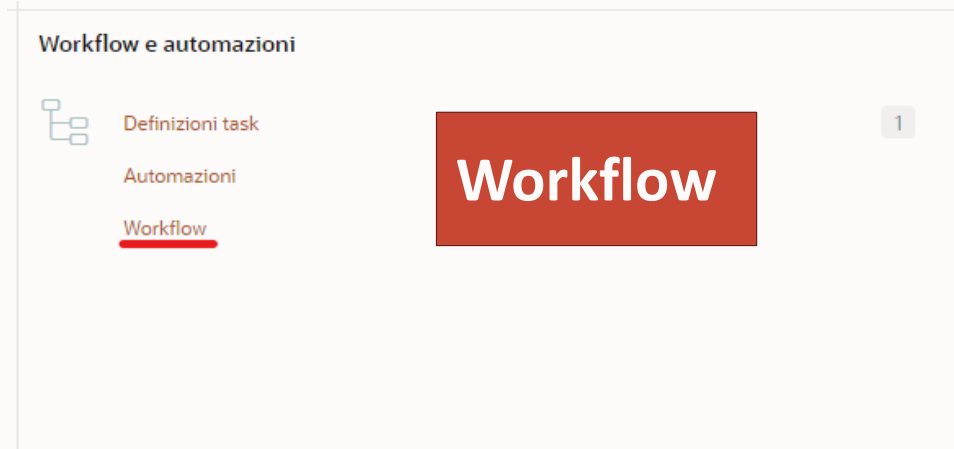 Workflow e automazioni
Definizioni task
1
Automazioni
Workflow
Workflow